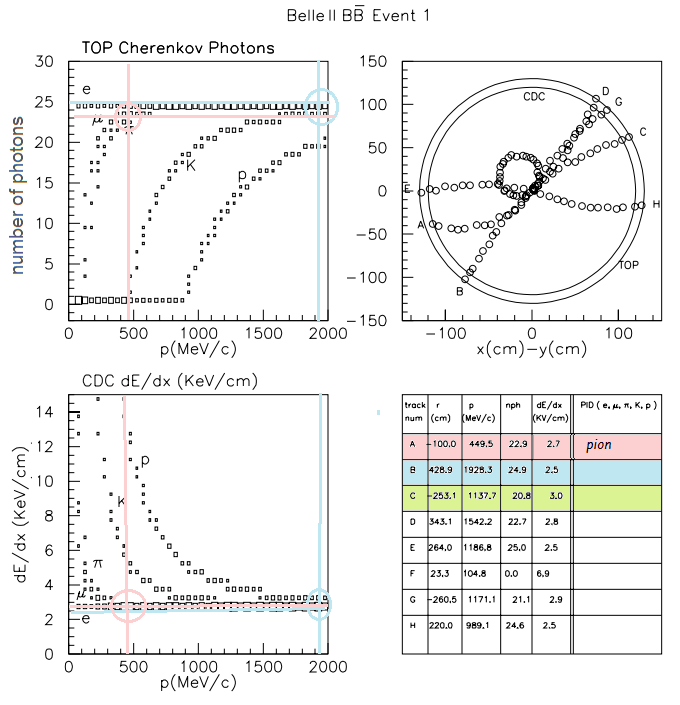 Belle II BB̅ Event 1
TOP Cherenkov Photons
number of photons
30
25
20
15
10
5
0
e
μ
π
K
p
0 500 1000 1500 2000
p(MeV/c)
150
100
50
0
−50
−100
−150
CDC
D
G
C
E
H
A
B
TOP
−100 0 100
x(cm)−y(cm)
CDC dE/dx (KeV/cm)
dE/dx (KeV/cm)
14
12
10
8
6
4
2
0
p
k
π
μ
e
0 500 1000 1500 2000
p(MeV/c)
track num r (cm) p (MeV/c) nph dE/dx (KV/cm) PID ( e, μ, π, K, p )
A −100.0 449.5 22.9 2.7 pion
B 428.9 1928.3 24.9 2.5
C −253.1 1137.7 20.8 3.0
D 343.1 1542.2 22.7 2.8
E 264.0 1186.8 25.0 2.5
F 23.3 104.8 0.0 6.9
G −260.5 1171.1 21.1 2.9
H 220.0 989.1 24.6 2.5